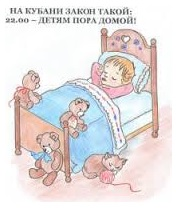 НА КУБАНИ ЗАКОН ТАКОЙ:
22.00 – ДЕТЯМ ПОРА ДОМОЙ!